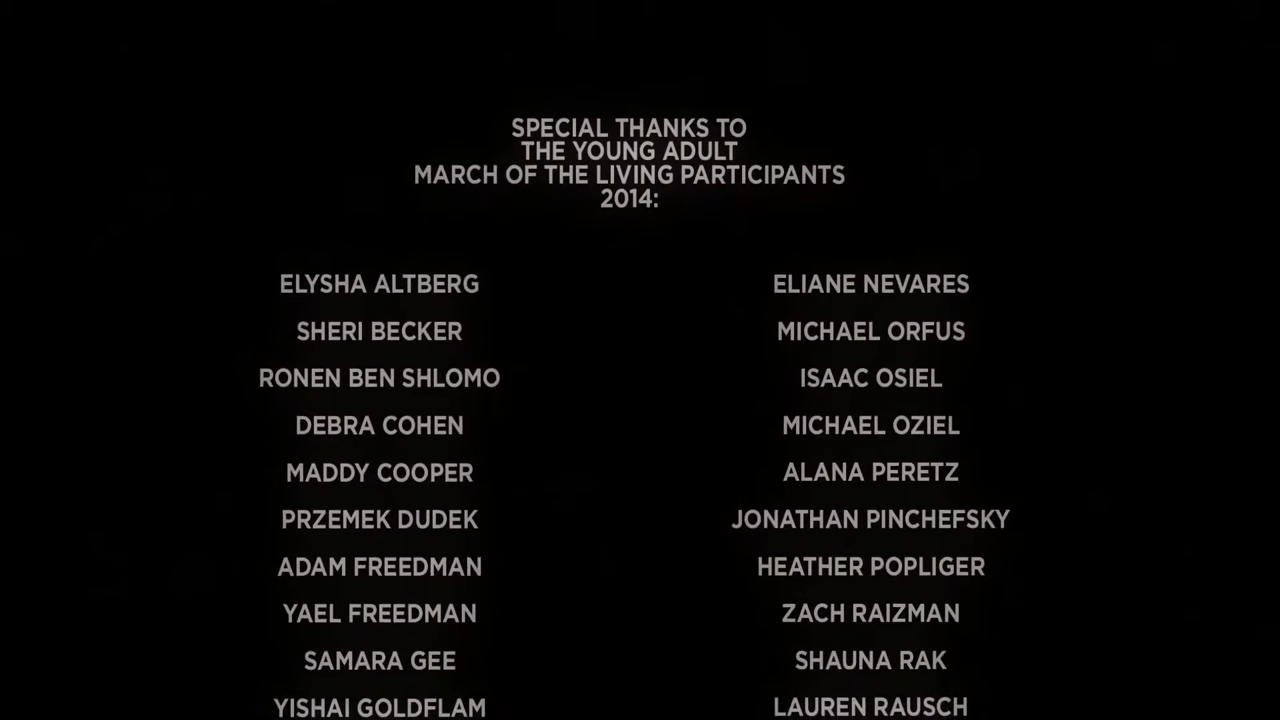 SPECIAL THANKS TO
THE YOUNG ADULT
MARCH OF THE LIVING PARTICIPANTS
2014:
ELYSHA ALTBERG
SHERI BECKER
RONEN BEN SHLOMO
DEBRA COHEN
MADDY COOPER
PRZEMEK DUDEK
ADAM FREEDMAN
YAEL FREEDMAN
SAMARA GEE
YISHAI GOLDFLAM
ELIANE NEVARES
MICHAEL ORFUS
ISAAC OSIEL
MICHAEL OZIEL
ALANA PERETZ
JONATHAN PINCHEFSKY
HEATHER POPLIGER
ZACH RAIZMAN
SHAUNA RAK
LAUREN RAUSCH